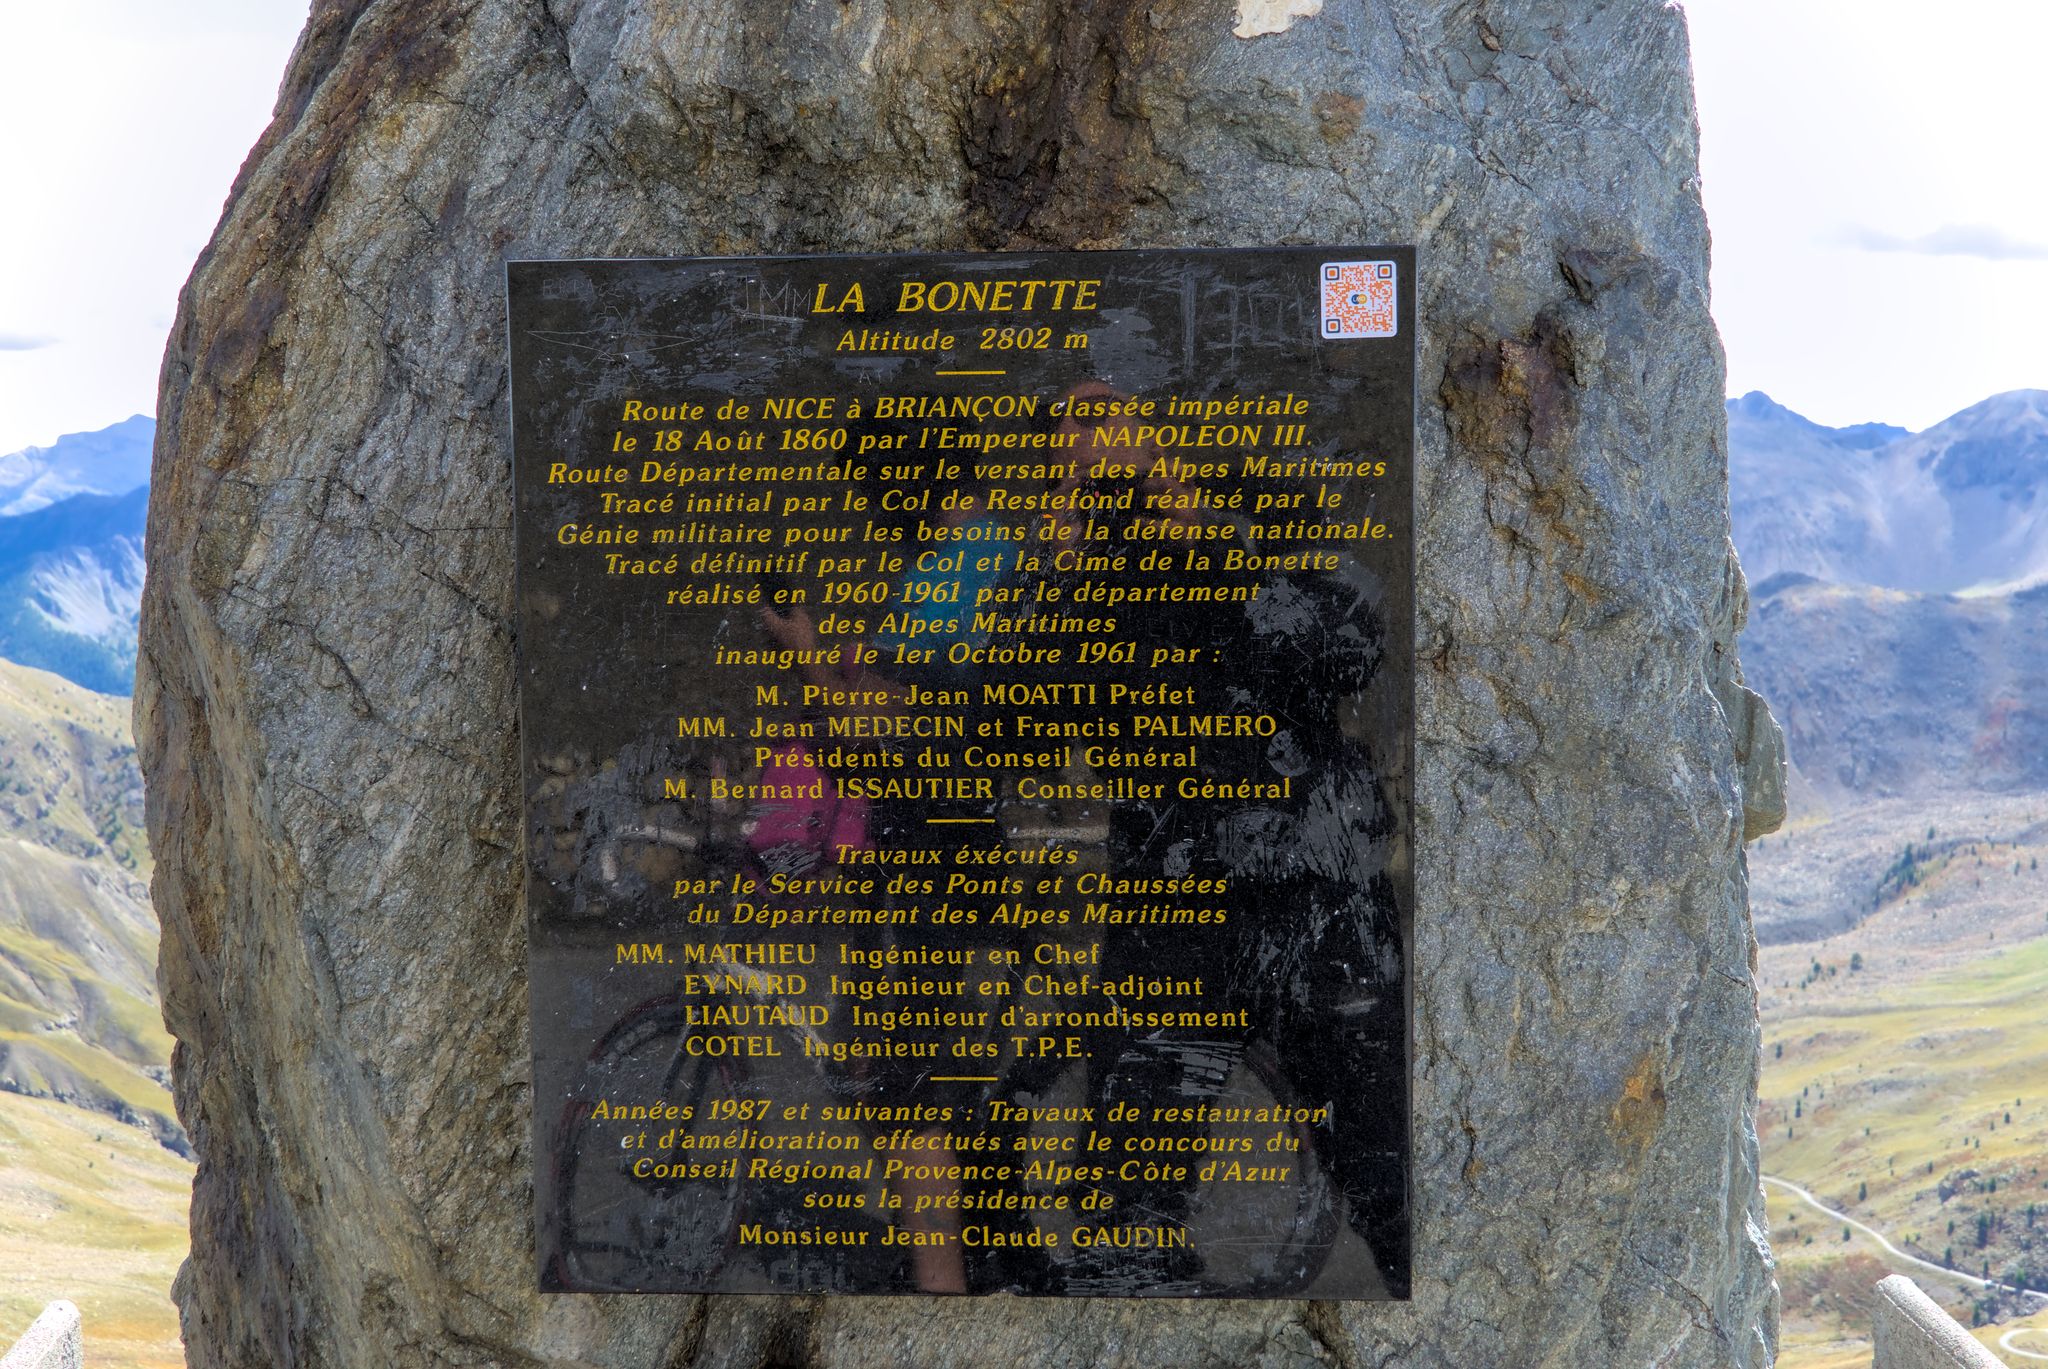 LA BONETTE
Altitude 2802 m
Route de NICE à BRIANÇON classée impériale
le 18 Août 1860 par l'Empereur NAPOLEON III.
Route Départementale sur le versant des Alpes Maritimes
Tracé initial par le Col de Restefond réalisé par le
Génie militaire pour les besoins de la défense nationale.
Tracé définitif par le Col et la Cime de la Bonette
réalisé en 1960-1961 par le département
des Alpes Maritimes
inauguré le 1er Octobre 1961 par :
M. Pierre-Jean MOATTI Préfet
MM. Jean MEDECIN et Francis PALMERO
Présidents du Conseil Général
M. Bernard ISSAUTIER Conseiller Général
Travaux éxécutés
par le Service des Ponts et Chaussées
du Département des Alpes Maritimes
MM. MATHIEU Ingénieur en Chef
EYNARD Ingénieur en Chef-adjoint
LIAUTAUD Ingénieur d'arrondissement
COTEL Ingénieur des T.P.E.
Années 1987 et suivantes : Travaux de restauration
et d'amélioration effectués avec le concours du
Conseil Régional Provence-Alpes-Côte d'Azur
sous la présidence de
Monsieur Jean-Claude GAUDIN.